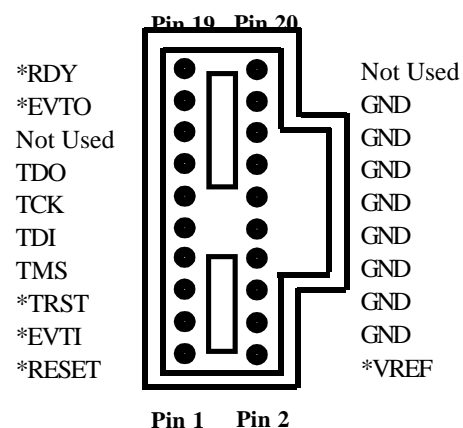 Pin 19 Pin 20
*RDY Not Used
*EVTO GND
Not Used GND
TDO GND
TCK GND
TDI GND
TMS GND
*TRST GND
*EVTI GND
*RESET *VREF
Pin 1 Pin 2